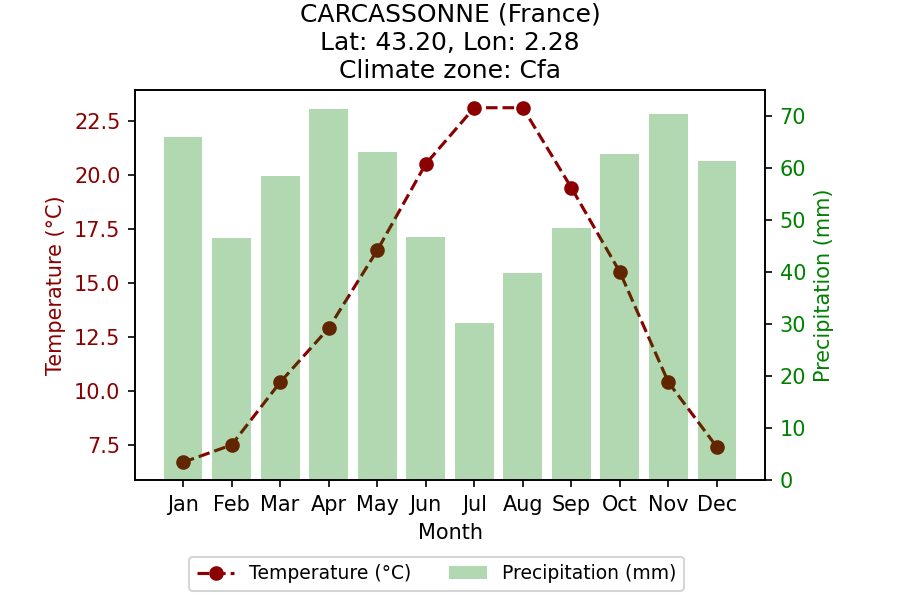 CARCASSONNE (France)
Lat: 43.20, Lon: 2.28
Climate zone: Cfa
Temperature (°C)
22.5
20.0
17.5
15.0
12.5
10.0
7.5
70
60
50
40
30
20
10
0
Precipitation (mm)
Jan Feb Mar Apr May Jun Jul Aug Sep Oct Nov Dec
Month
Temperature (°C) Precipitation (mm)